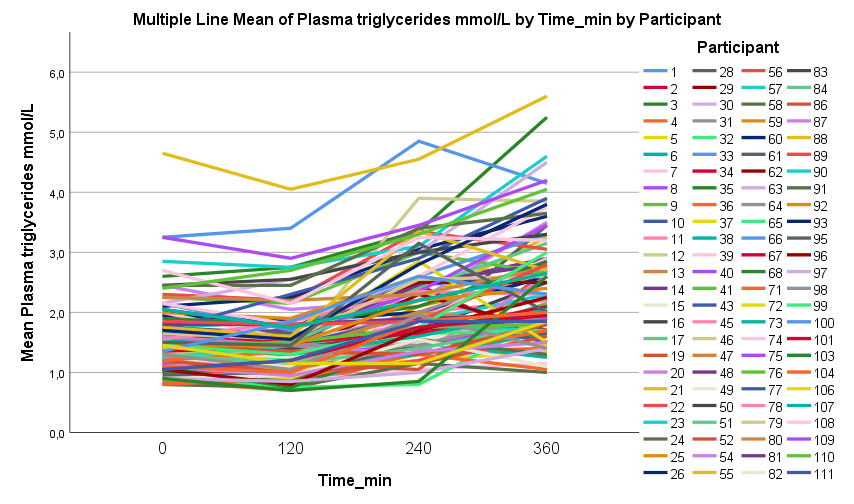 Multiple Line Mean of Plasma triglycerides mmol/L by Time_min by Participant
Mean Plasma triglycerides mmol/L
6,0
5,0
4,0
3,0
2,0
1,0
0,0
0 120 240 360
Time_min
Participant
1 28 56 83
2 29 57 84
3 30 58 86
4 31 59 87
5 32 60 88
6 33 61 89
7 34 62 90
8 35 63 91
9 36 64 92
10 37 65 93
11 38 66 95
12 39 67 96
13 40 68 97
14 41 71 98
15 43 72 99
16 45 73 100
17 46 74 101
19 47 75 103
20 48 76 104
21 49 77 106
22 50 78 107
23 51 79 108
24 52 80 109
25 54 81 110
26 55 82 111